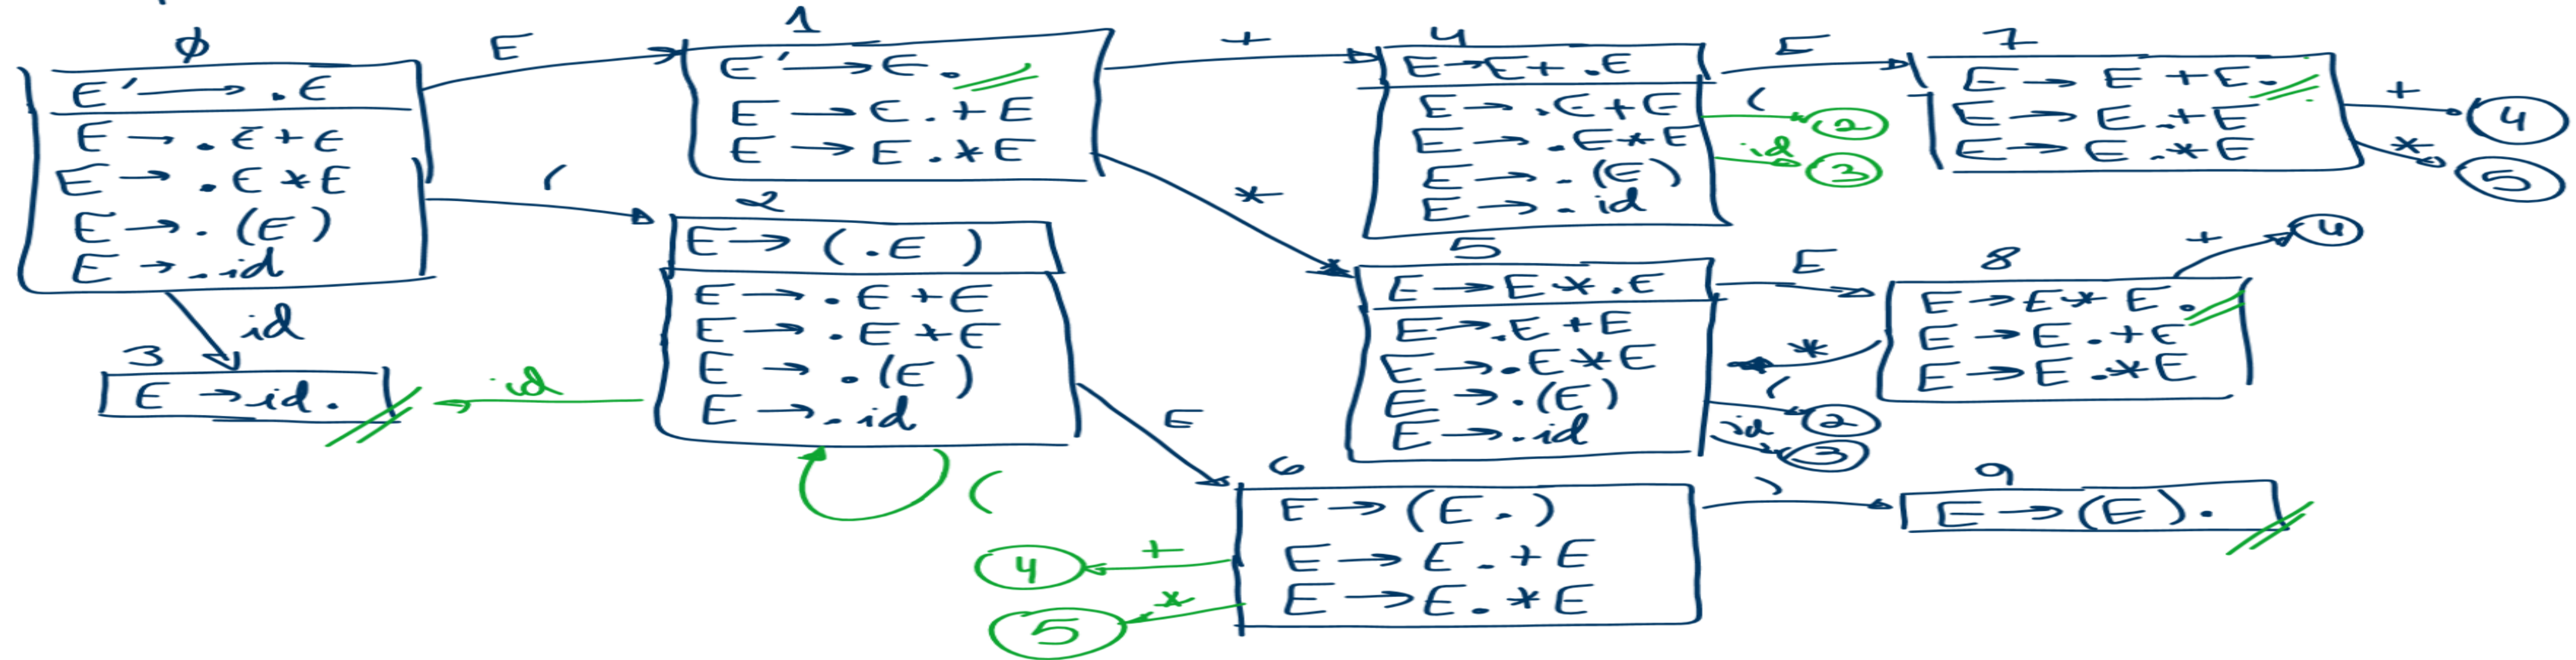 φ
E' → . E
E → . E + E
E → . E * E
E → . (E)
E → . id
E
(
id
3
E → id .
1
E' → E .
E → E . + E
E → E . * E
2
E → ( . E )
E → . E + E
E → . E + E
E → . (E)
E → . id
id
(
E
+
*
4
E → E + . E
E → . E + E
E → . E * E
E → . (E)
E → . id
E
(
2
id
3
7
E → E + E .
E → E . + E
E → E . * E
+
4
*
5
5
E → E * . E
E → . E + E
E → . E * E
E → . (E)
E → . id
E
*
(
2
id
3
8
E → E * E .
E → E . + E
E → E . * E
+
4
6
E → (E . )
E → E . + E
E → E . * E
+
4
*
5
)
9
E → (E) .